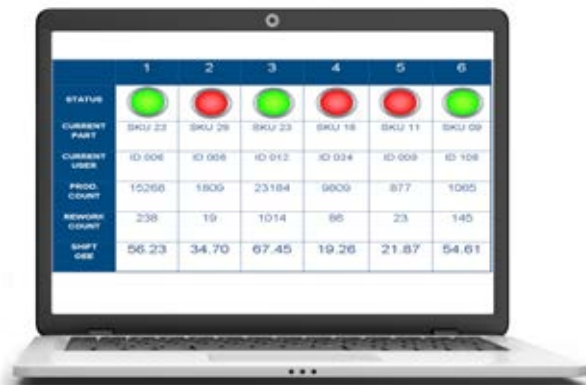 1 2 3 4 5 6
STATUS
CURRENT PART SKU 23 SKU 29 SKU 23 SKU 18 SKU 11 SKU 09
CURRENT USER ID 006 ID 012 ID 034 ID 009 ID 108
PROD. COUNT 15268 1809 23184 9809 877 1065
REWORK COUNT 238 19 1014 86 23 145
SHIFT OEE 56.23 34.70 67.45 19.26 21.87 54.61